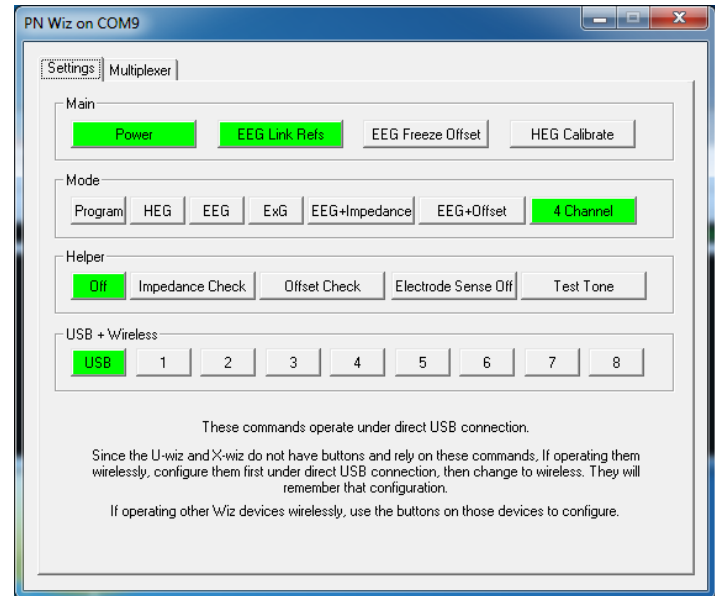 PN Wiz on COM9
Settings Multiplexer
Main
Power EEG Link Refs EEG Freeze Offset HEG Calibrate
Mode
Program HEG EEG ExG EEG+Impedance EEG+Offset 4 Channel
Helper
Off Impedance Check Offset Check Electrode Sense Off Test Tone
USB + Wireless
USB 1 2 3 4 5 6 7 8
These commands operate under direct USB connection.
Since the U-wiz and X-wiz do not have buttons and rely on these commands, If operating them
wirelessly, configure them first under direct USB connection, then change to wireless. They will
remember that configuration.
If operating other Wiz devices wirelessly, use the buttons on those devices to configure.